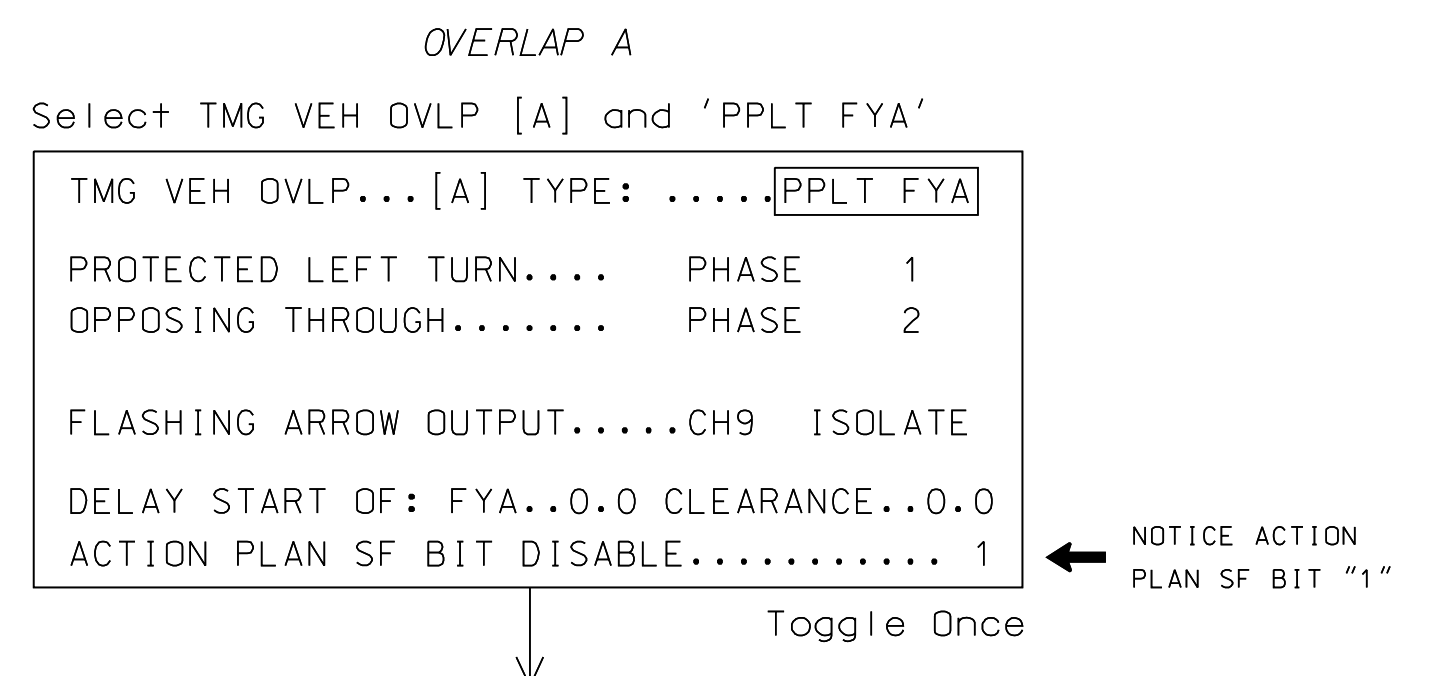 OVERLAP A
Select TMG VEH OVLP [A] and 'PPLT FYA'
TMG VEH OVLP...[A] TYPE: .....PPLT FYA
PROTECTED LEFT TURN.... PHASE 1
OPPOSING THROUGH....... PHASE 2
FLASHING ARROW OUTPUT.....CH9 ISOLATE
DELAY START OF: FYA..0.0 CLEARANCE..0.0
ACTION PLAN SF BIT DISABLE........... 1
NOTICE ACTION
PLAN SF BIT "1"
Toggle Once